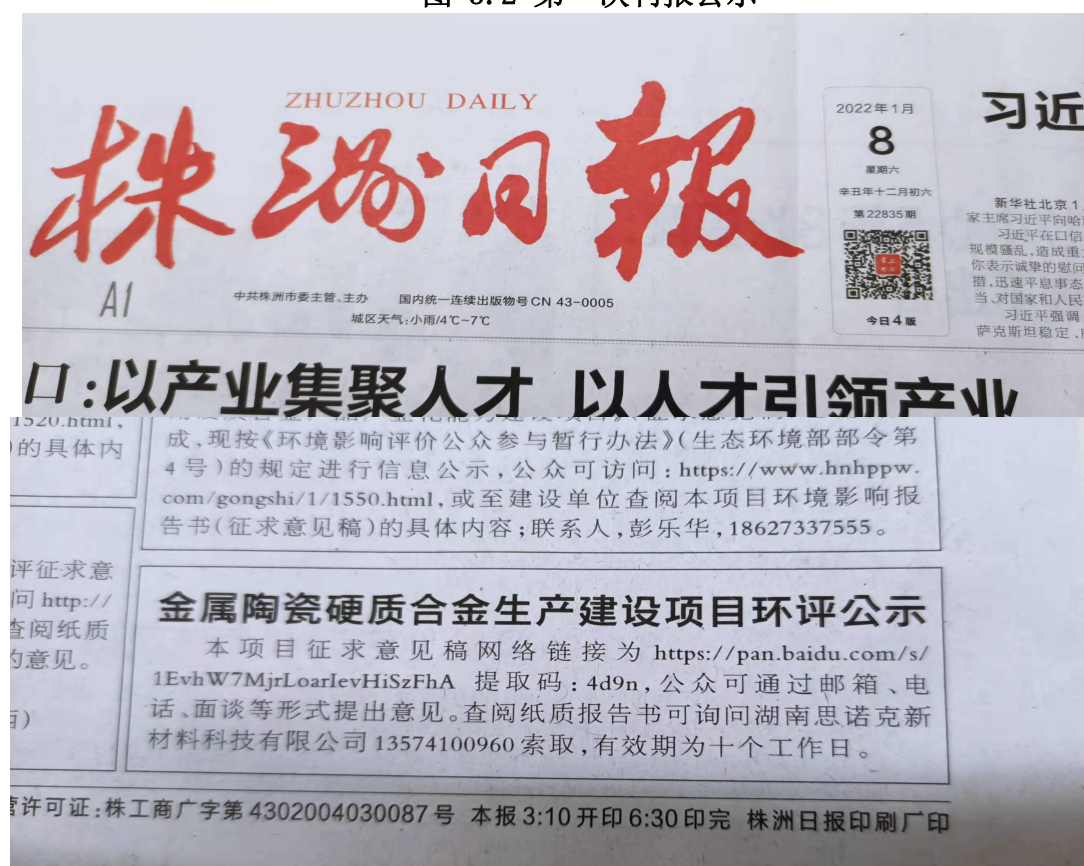 ZHUZHOU DAILY
株洲日報
A1
中共株洲市委主管、主办 国内统一连续出版物号CN 43-0005
城区天气:小雨/4℃-7℃
2022年1月
8
星期六
辛丑年十二月初六
第22835期
今日4版
习近
新华社北京1
家主席习近平向哈
习近平在口信
规模骚乱,造成重
你表示诚挚的慰问
措,迅速平息事态
当、对国家和人民
习近平强调
萨克斯坦稳定、
口:以产业集聚人才 以人才引领产业
1520.html,
的具体内
成,现按《环境影响评价公众参与暂行办法》(生态环境部部令第
4号)的规定进行信息公示,公众可访问:https://www.hnhppw.
com/gongshi/1/1550.html,或至建设单位查阅本项目环境影响报
告书(征求意见稿)的具体内容;联系人,彭乐华,18627337555。
评征求意
问http://
查阅纸质
的意见。
金属陶瓷硬质合金生产建设项目环评公示
本项目征求意见稿网络链接为https://pan.baidu.com/s/
1EvhW7MjrLoarIevHiSzFhA 提取码:4d9n,公众可通过邮箱、电
话、面谈等形式提出意见。查阅纸质报告书可询问湖南思诺克新
材料科技有限公司13574100960索取,有效期为十个工作日。
许可证:株工商广字第4302004030087号 本报3:10开印6:30印完 株洲日报印刷厂印